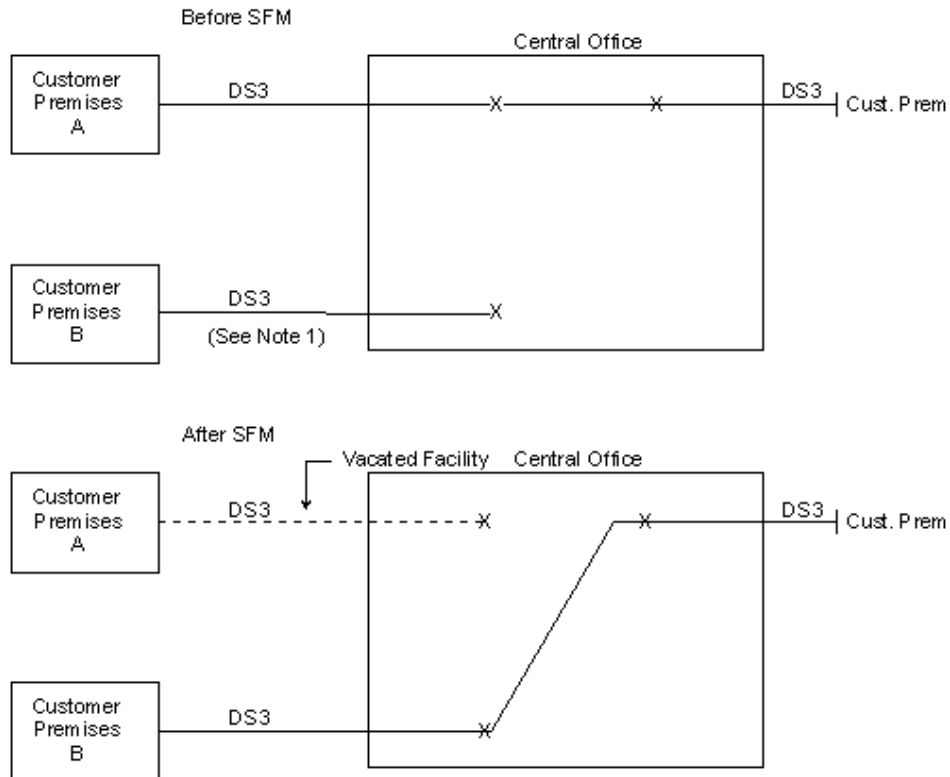 Before SFM
Central Office
Customer
Premises
A
DS3
X
X
DS3
Cust. Prem
Customer
Premises
B
DS3
(See Note 1)
X
After SFM
Vacated Facility
Central Office
Customer
Premises
A
DS3
X
X
DS3
Cust. Prem
Customer
Premises
B
DS3
X